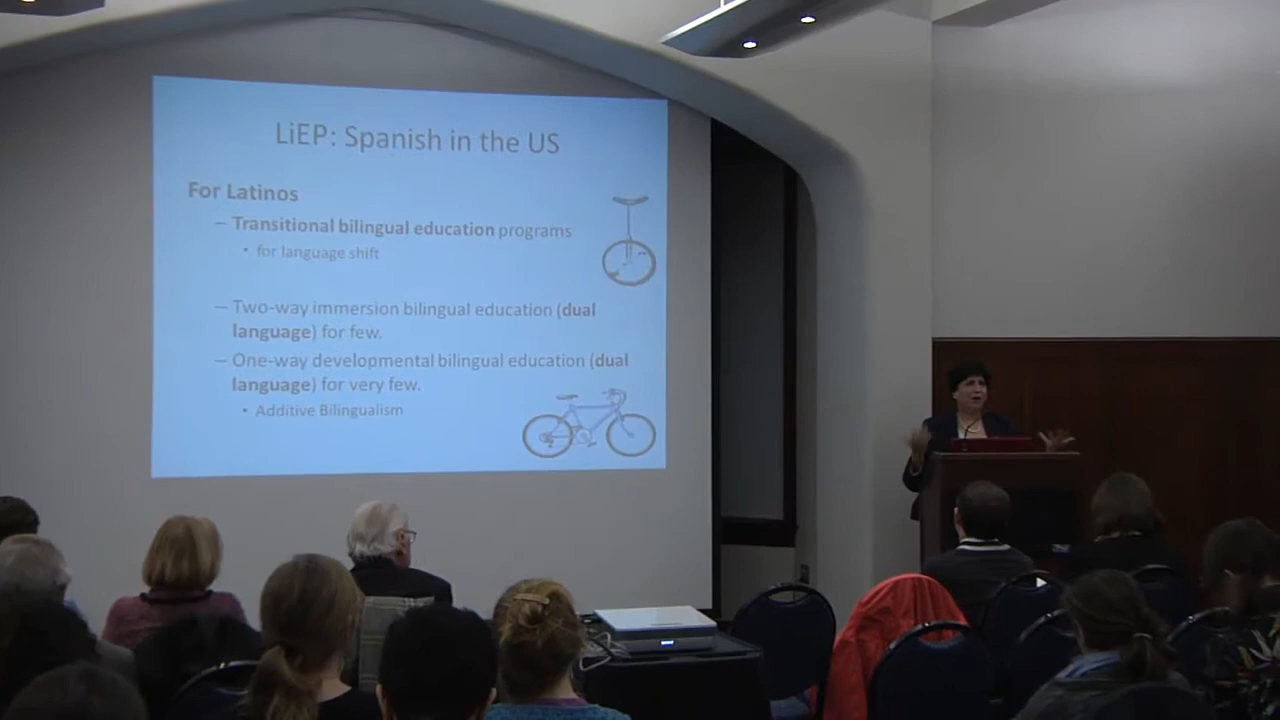 LiEP: Spanish in the US
For Latinos
– Transitional bilingual education programs
• for language shift
– Two-way immersion bilingual education (dual
language) for few.
– One-way developmental bilingual education (dual
language) for very few.
• Additive Bilingualism